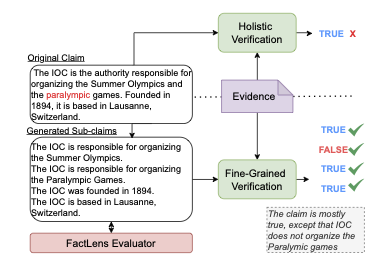 Holistic
Verification
TRUE X
Original Claim
The IOC is the authority responsible for
organizing the Summer Olympics and
the paralympic games. Founded in
1894, it is based in Lausanne,
Switzerland.
Evidence
Generated Sub-claims
The IOC is responsible for organizing
the Summer Olympics.
The IOC is responsible for organizing
the Paralympic Games.
The IOC was founded in 1894.
The IOC is based in Lausanne,
Switzerland.
Fine-Grained
Verification
TRUE
FALSE
TRUE
TRUE
The claim is mostly
true, except that IOC
does not organize the
Paralymic games
FactLens Evaluator